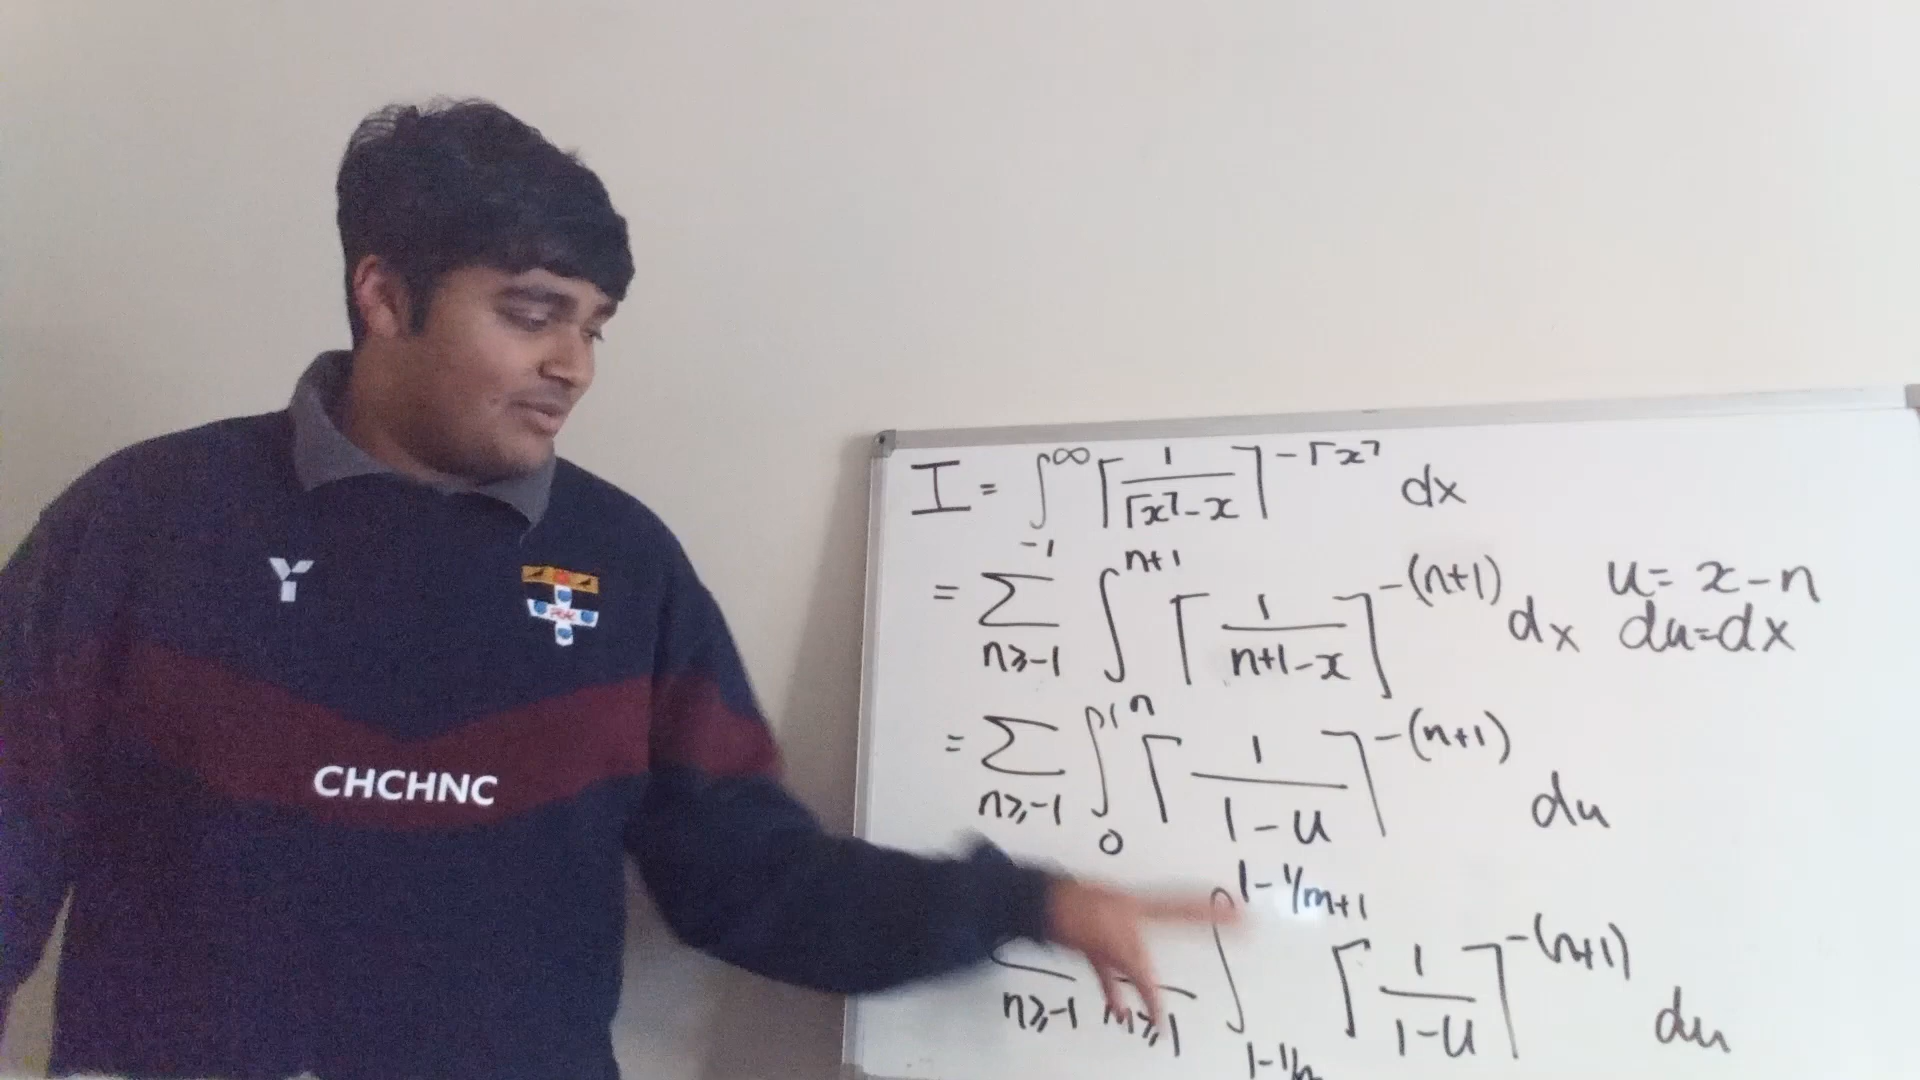 Y
CHCHNC
I = ∫_{-1}^{∞} ⌈1/(⌈x⌉-x)⌉^{-⌈x⌉} dx
= Σ_{n≥-1} ∫_{n}^{n+1} ⌈1/(n+1-x)⌉^{-(n+1)} dx u = x-n
du=dx
= Σ_{n≥-1} ∫_{0}^{1} ⌈1/(1-u)⌉^{-(n+1)} du
Σ_{n≥-1} Σ_{m≥1} ∫_{1-1/m}^{1-1/m+1} ⌈1/(1-u)⌉^{-(n+1)} du